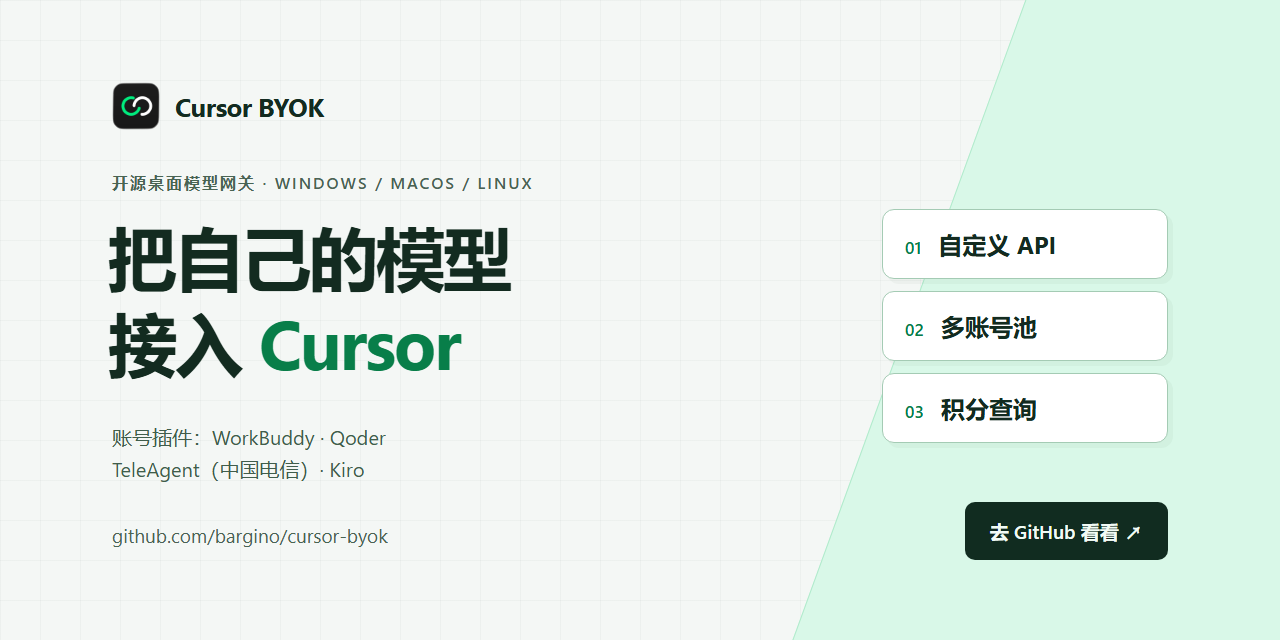 Cursor BYOK
开源桌面模型网关 · WINDOWS / MACOS / LINUX
把自己的模型
接入 Cursor
账号插件：WorkBuddy · Qoder
TeleAgent（中国电信）· Kiro
github.com/bargino/cursor-byok
01 自定义 API
02 多账号池
03 积分查询
去 GitHub 看看 ↗